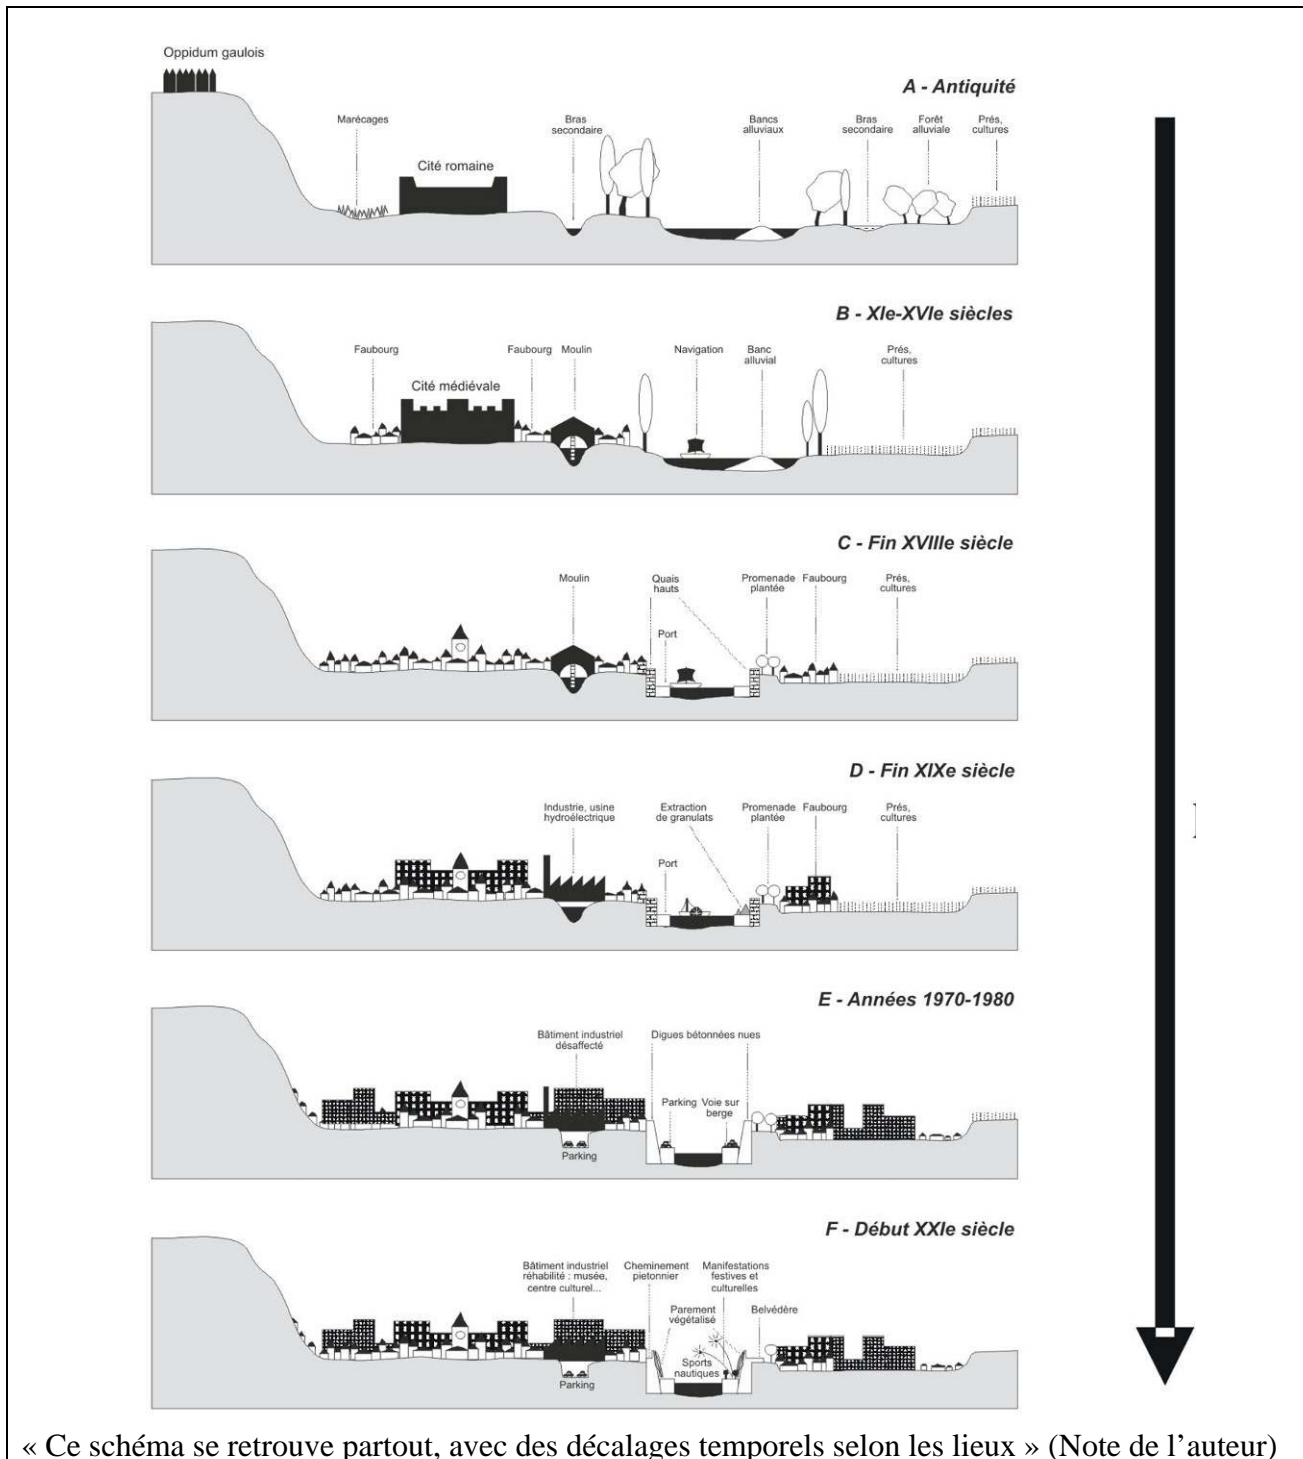 Oppidum gaulois
A - Antiquité
Marécages
Bras
secondaire
Bancs
alluviaux
Bras
secondaire
Forêt
alluviale
Prés,
cultures
Cité romaine
B - XIe-XVIe siècles
Faubourg
Faubourg
Moulin
Navigation
Banc
alluvial
Prés,
cultures
Cité médiévale
C - Fin XVIIIe siècle
Moulin
Quais
hauts
Promenade
plantée
Faubourg
Prés,
cultures
Port
D - Fin XIXe siècle
Industrie, usine
hydroélectrique
Extraction
de granulats
Promenade
plantée
Faubourg
Prés,
cultures
Port
E - Années 1970-1980
Bâtiment industriel
désaffecté
Digues bétonnées nues
Parking
Voie sur
berge
Parking
F - Début XXIe siècle
Bâtiment industriel
réhabilité : musée,
centre culturel...
Cheminement
pietonnier
Manifestations
festives et
culturelles
Parement
végétalisé
Belvédère
Sports
nautiques
Parking
« Ce schéma se retrouve partout, avec des décalages temporels selon les lieux » (Note de l’auteur)